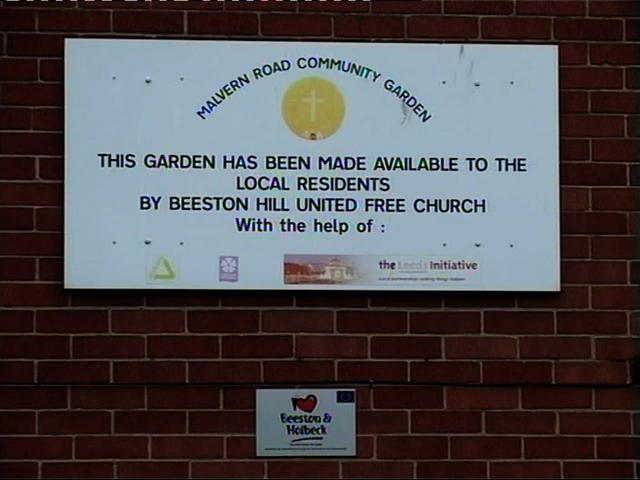 MALVERN ROAD COMMUNITY GARDEN
THIS GARDEN HAS BEEN MADE AVAILABLE TO THE
LOCAL RESIDENTS
BY BEESTON HILL UNITED FREE CHURCH
With the help of :
the Leeds Initiative
Beeston &
Holbeck